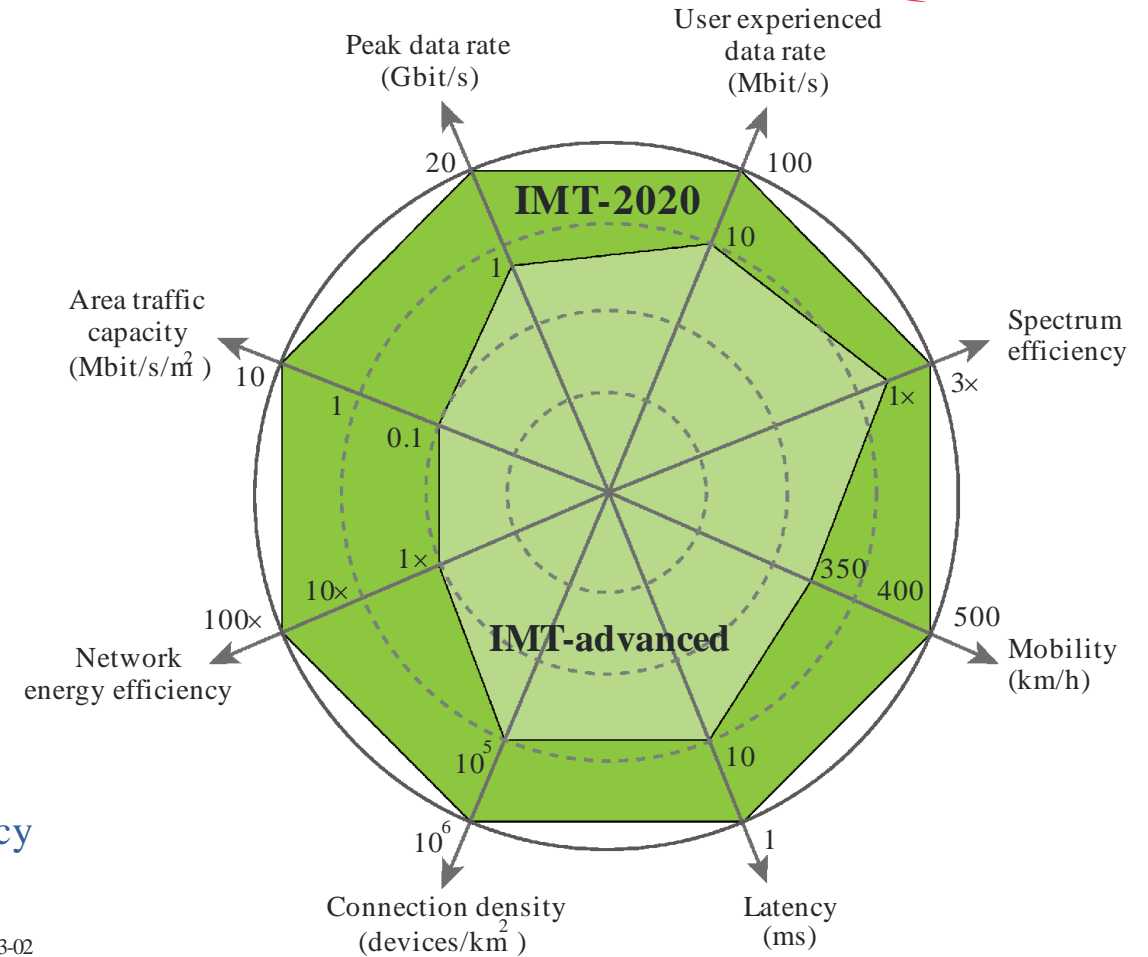 User experienced
data rate
(Mbit/s)
Peak data rate
(Gbit/s)
20
100
IMT-2020
10
1
Area traffic
capacity
(Mbit/s/m²)
10
1
0.1
Spectrum
efficiency
3×
1×
1×
10×
100×
Network
energy efficiency
350
400
500
Mobility
(km/h)
IMT-advanced
10⁵
10
10⁶
1
Connection density
(devices/km²)
Latency
(ms)
cy
3-02